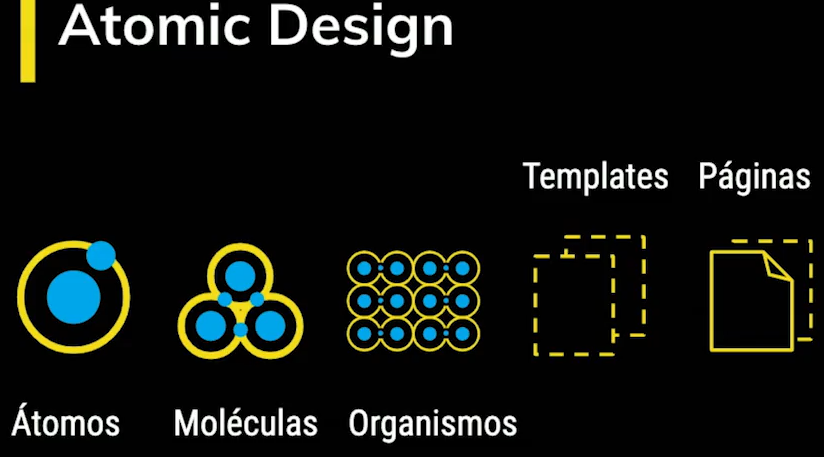 Atomic Design
Templates
Páginas
Átomos
Moléculas
Organismos